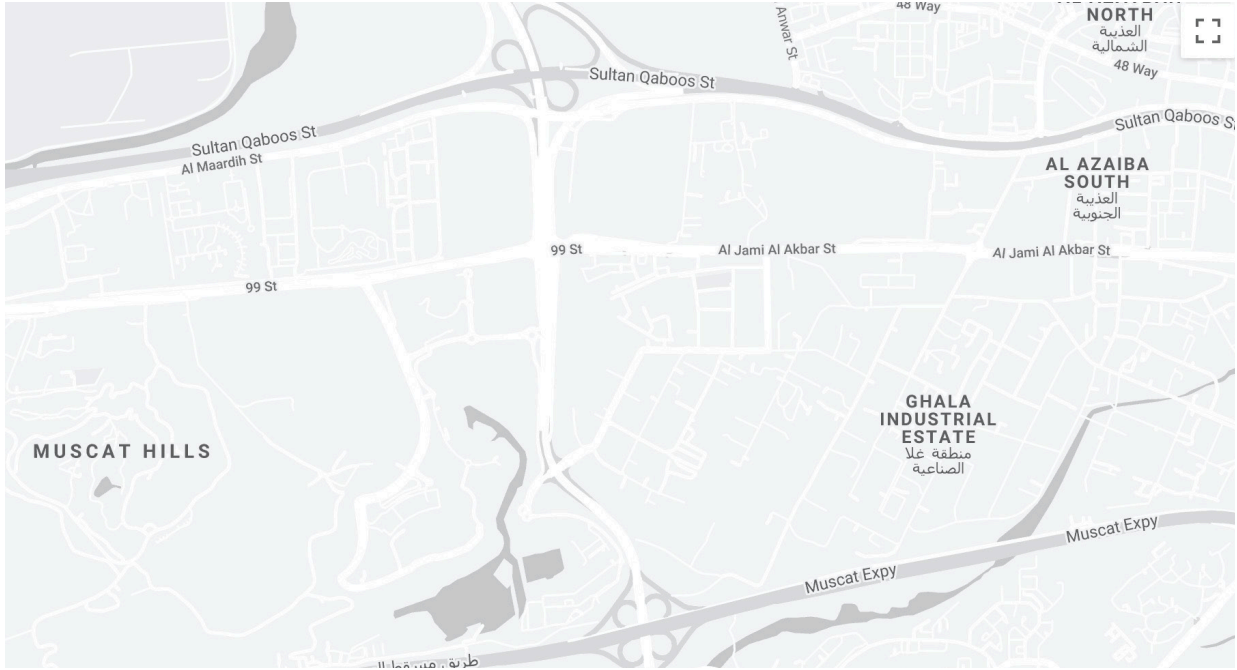 48 Way
NORTH
العذيبة
الشمالية
Anwar St
48 Way
Sultan Qaboos St
Sultan Qaboos St
Sultan Qaboos St
Al Maardih St
AL AZAIBA
SOUTH
العذيبة
الجنوبية
99 St
Al Jami Al Akbar St
Al Jami Al Akbar St
99 St
MUSCAT HILLS
GHALA
INDUSTRIAL
ESTATE
منطقة غلا
الصناعية
Muscat Expy
Muscat Expy
طريق مسقط